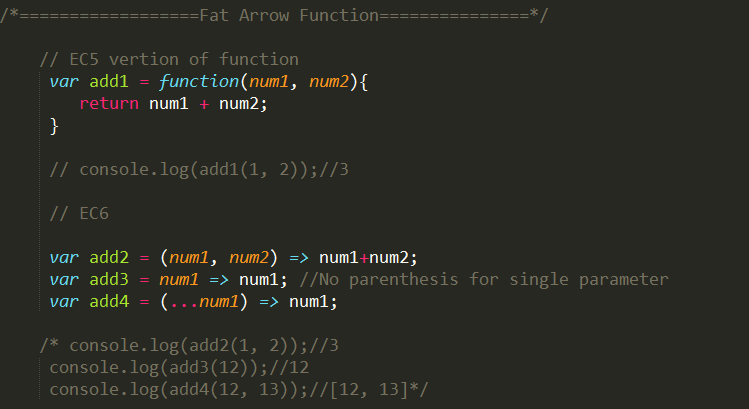 /*==================Fat Arrow Function===============*/
// EC5 vertion of function
var add1 = function(num1, num2){
return num1 + num2;
}
// console.log(add1(1, 2));//3
// EC6
var add2 = (num1, num2) => num1+num2;
var add3 = num1 => num1; //No parenthesis for single parameter
var add4 = (...num1) => num1;
/* console.log(add2(1, 2));//3
console.log(add3(12));//12
console.log(add4(12, 13));//[12, 13]*/